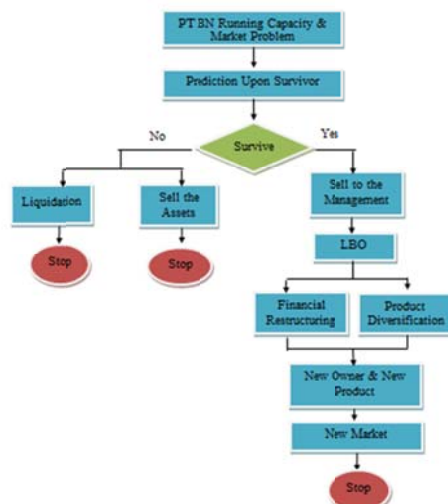 PT BN Running Capacity &
Market Problem
Prediction Upon Survivor
No
Yes
Survive
Liquidation
Sell the
Assets
Sell to the
Management
Stop
Stop
LBO
Financial
Restructuring
Product
Diversification
New Owner & New
Product
New Market
Stop